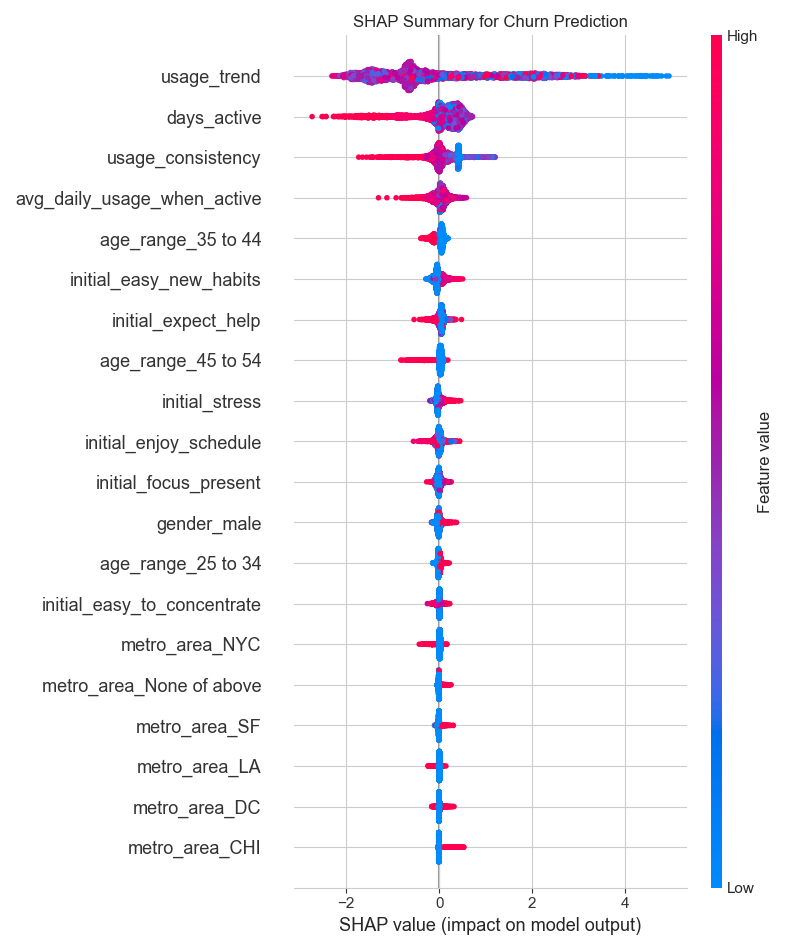 SHAP Summary for Churn Prediction
High
usage_trend
days_active
usage_consistency
avg_daily_usage_when_active
age_range_35 to 44
initial_easy_new_habits
initial_expect_help
age_range_45 to 54
initial_stress
initial_enjoy_schedule
initial_focus_present
gender_male
age_range_25 to 34
initial_easy_to_concentrate
metro_area_NYC
metro_area_None of above
metro_area_SF
metro_area_LA
metro_area_DC
metro_area_CHI
Feature value
Low
−2 0 2 4
SHAP value (impact on model output)